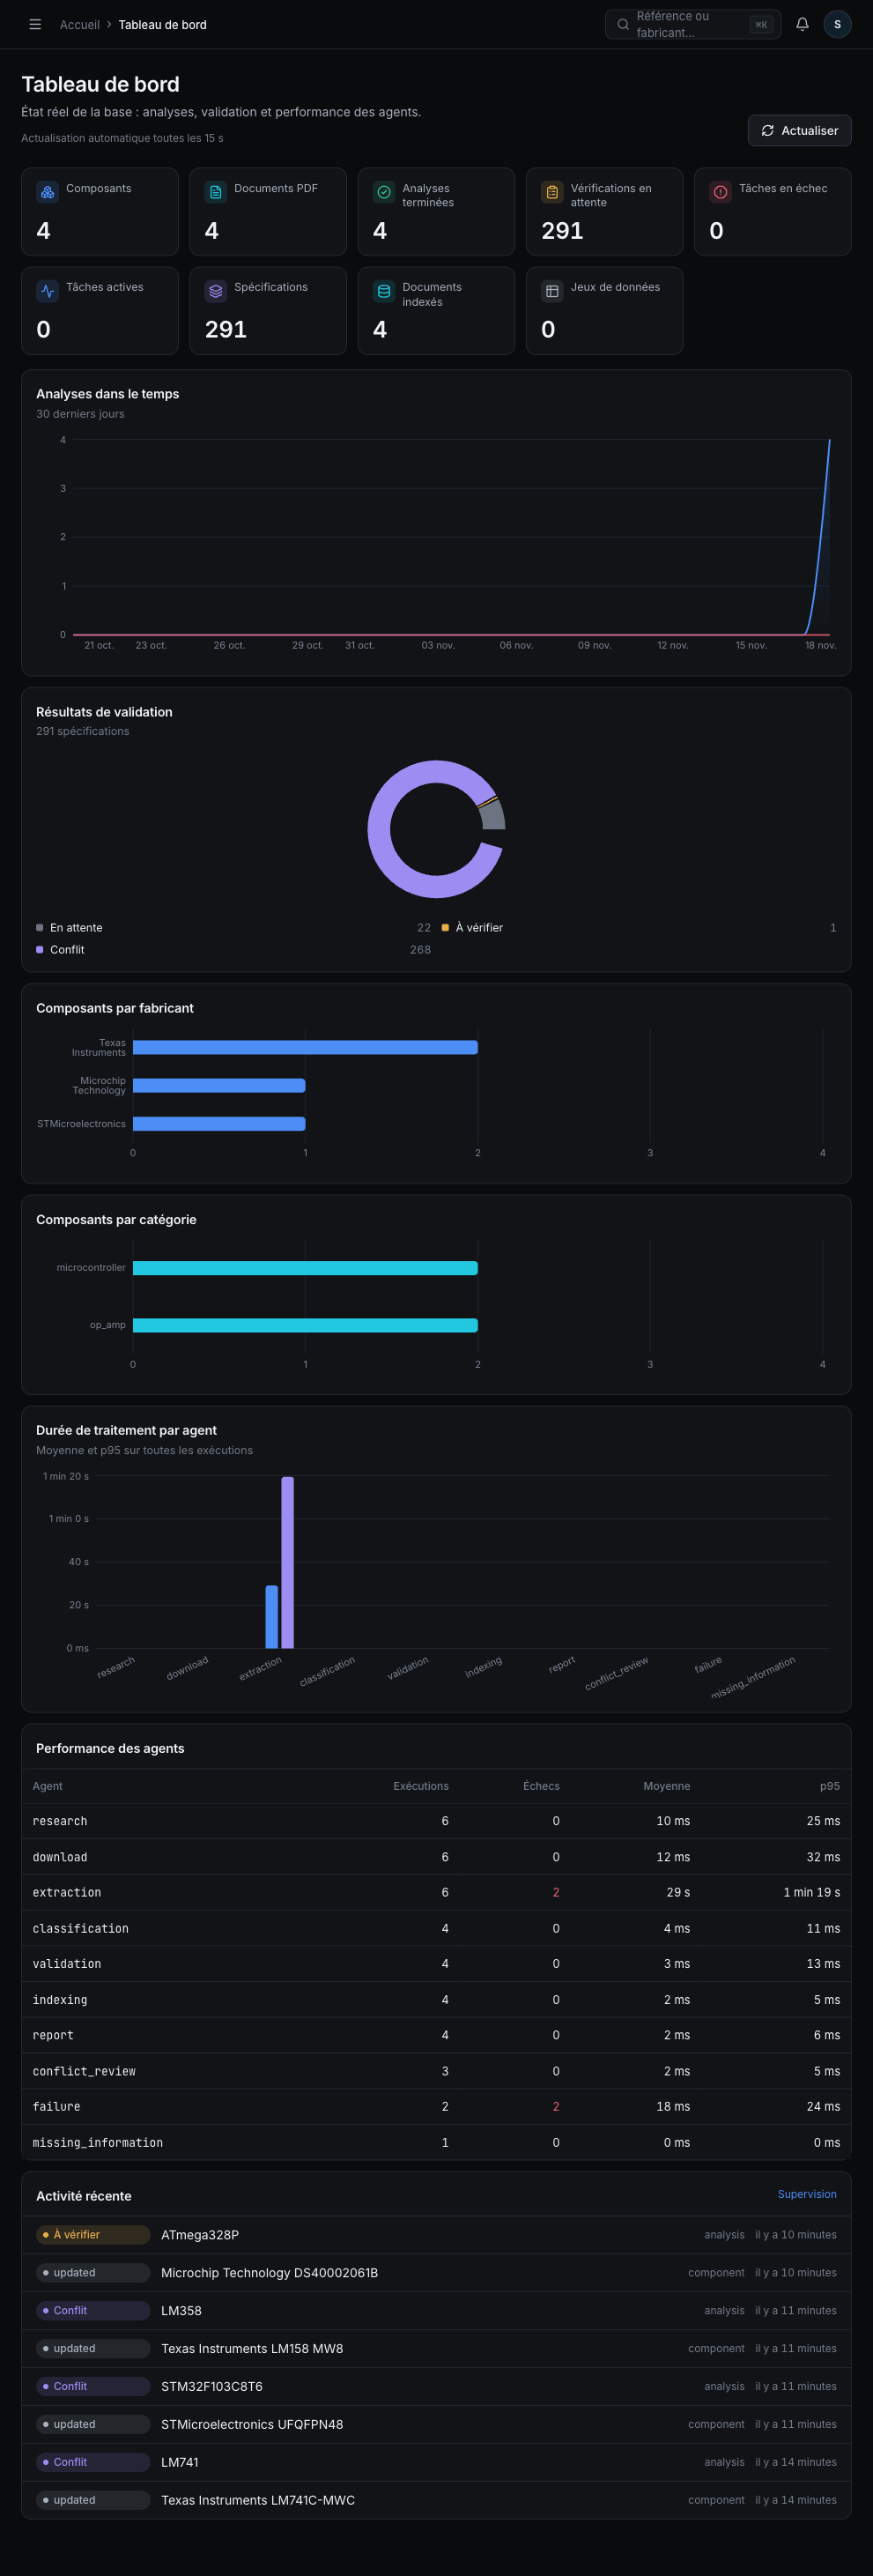 Accueil > Tableau de bord
Référence ou
fabricant...
⌘K
S
Tableau de bord
État réel de la base : analyses, validation et performance des agents.
Actualisation automatique toutes les 15 s
Actualiser
Composants
4
Documents PDF
4
Analyses
terminées
4
Vérifications en
attente
291
Tâches en échec
0
Tâches actives
0
Spécifications
291
Documents
indexés
4
Jeux de données
0
Analyses dans le temps
30 derniers jours
4
3
2
1
0
21 oct. 23 oct. 26 oct. 29 oct. 31 oct. 03 nov. 06 nov. 09 nov. 12 nov. 15 nov. 18 nov.
Résultats de validation
291 spécifications
En attente 22
À vérifier 1
Conflit 268
Composants par fabricant
Texas
Instruments
Microchip
Technology
STMicroelectronics
0 1 2 3 4
Composants par catégorie
microcontroller
op_amp
0 1 2 3 4
Durée de traitement par agent
Moyenne et p95 sur toutes les exécutions
1 min 20 s
1 min 0 s
40 s
20 s
0 ms
research download extraction classification validation indexing report conflict_review failure missing_information
Performance des agents
Agent Exécutions Échecs Moyenne p95
research 6 0 10 ms 25 ms
download 6 0 12 ms 32 ms
extraction 6 2 29 s 1 min 19 s
classification 4 0 4 ms 11 ms
validation 4 0 3 ms 13 ms
indexing 4 0 2 ms 5 ms
report 4 0 2 ms 6 ms
conflict_review 3 0 2 ms 5 ms
failure 2 2 18 ms 24 ms
missing_information 1 0 0 ms 0 ms
Activité récente Supervision
À vérifier ATmega328P analysis il y a 10 minutes
updated Microchip Technology DS40002061B component il y a 10 minutes
Conflit LM358 analysis il y a 11 minutes
updated Texas Instruments LM158 MW8 component il y a 11 minutes
Conflit STM32F103C8T6 analysis il y a 11 minutes
updated STMicroelectronics UFQFPN48 component il y a 11 minutes
Conflit LM741 analysis il y a 14 minutes
updated Texas Instruments LM741C-MWC component il y a 14 minutes